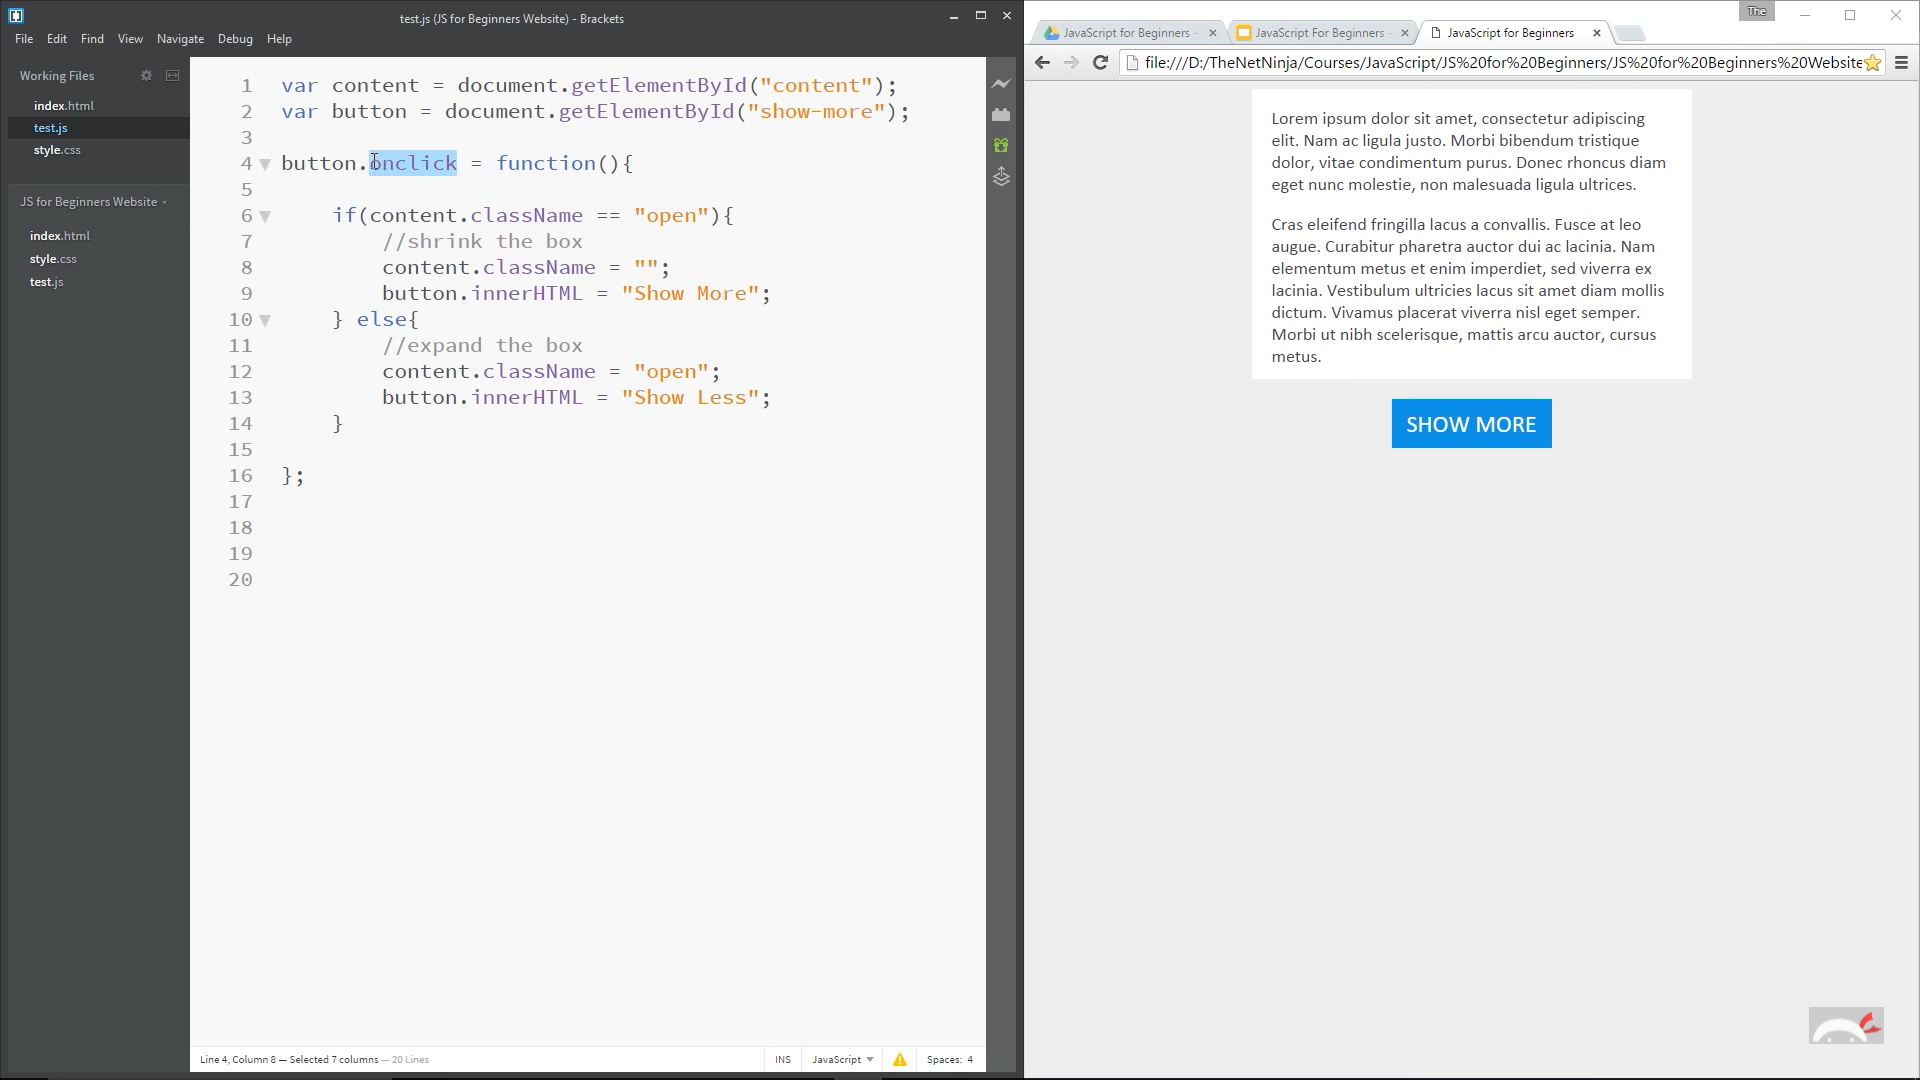 test.js (JS for Beginners Website) - Brackets
File Edit Find View Navigate Debug Help
Working Files
index.html
test.js
style.css
JS for Beginners Website
index.html
style.css
test.js
1 var content = document.getElementById("content");
2 var button = document.getElementById("show-more");
3
4 button.onclick = function(){
5
6 if(content.className == "open"){
7 //shrink the box
8 content.className = "";
9 button.innerHTML = "Show More";
10 } else{
11 //expand the box
12 content.className = "open";
13 button.innerHTML = "Show Less";
14 }
15
16 };
17
18
19
20
Line 4, Column 8 — Selected 7 columns — 20 Lines
INS JavaScript Spaces: 4
The
JavaScript for Beginners - JavaScript For Beginners - JavaScript for Beginners
file:///D:/TheNetNinja/Courses/JavaScript/JS%20for%20Beginners/JS%20for%20Beginners%20Website
Lorem ipsum dolor sit amet, consectetur adipiscing
elit. Nam ac ligula justo. Morbi bibendum tristique
dolor, vitae condimentum purus. Donec rhoncus diam
eget nunc molestie, non malesuada ligula ultrices.
Cras eleifend fringilla lacus a convallis. Fusce at leo
augue. Curabitur pharetra auctor dui ac lacinia. Nam
elementum metus et enim imperdiet, sed viverra ex
lacinia. Vestibulum ultricies lacus sit amet diam mollis
dictum. Vivamus placerat viverra nisl eget semper.
Morbi ut nibh scelerisque, mattis arcu auctor, cursus
metus.
SHOW MORE